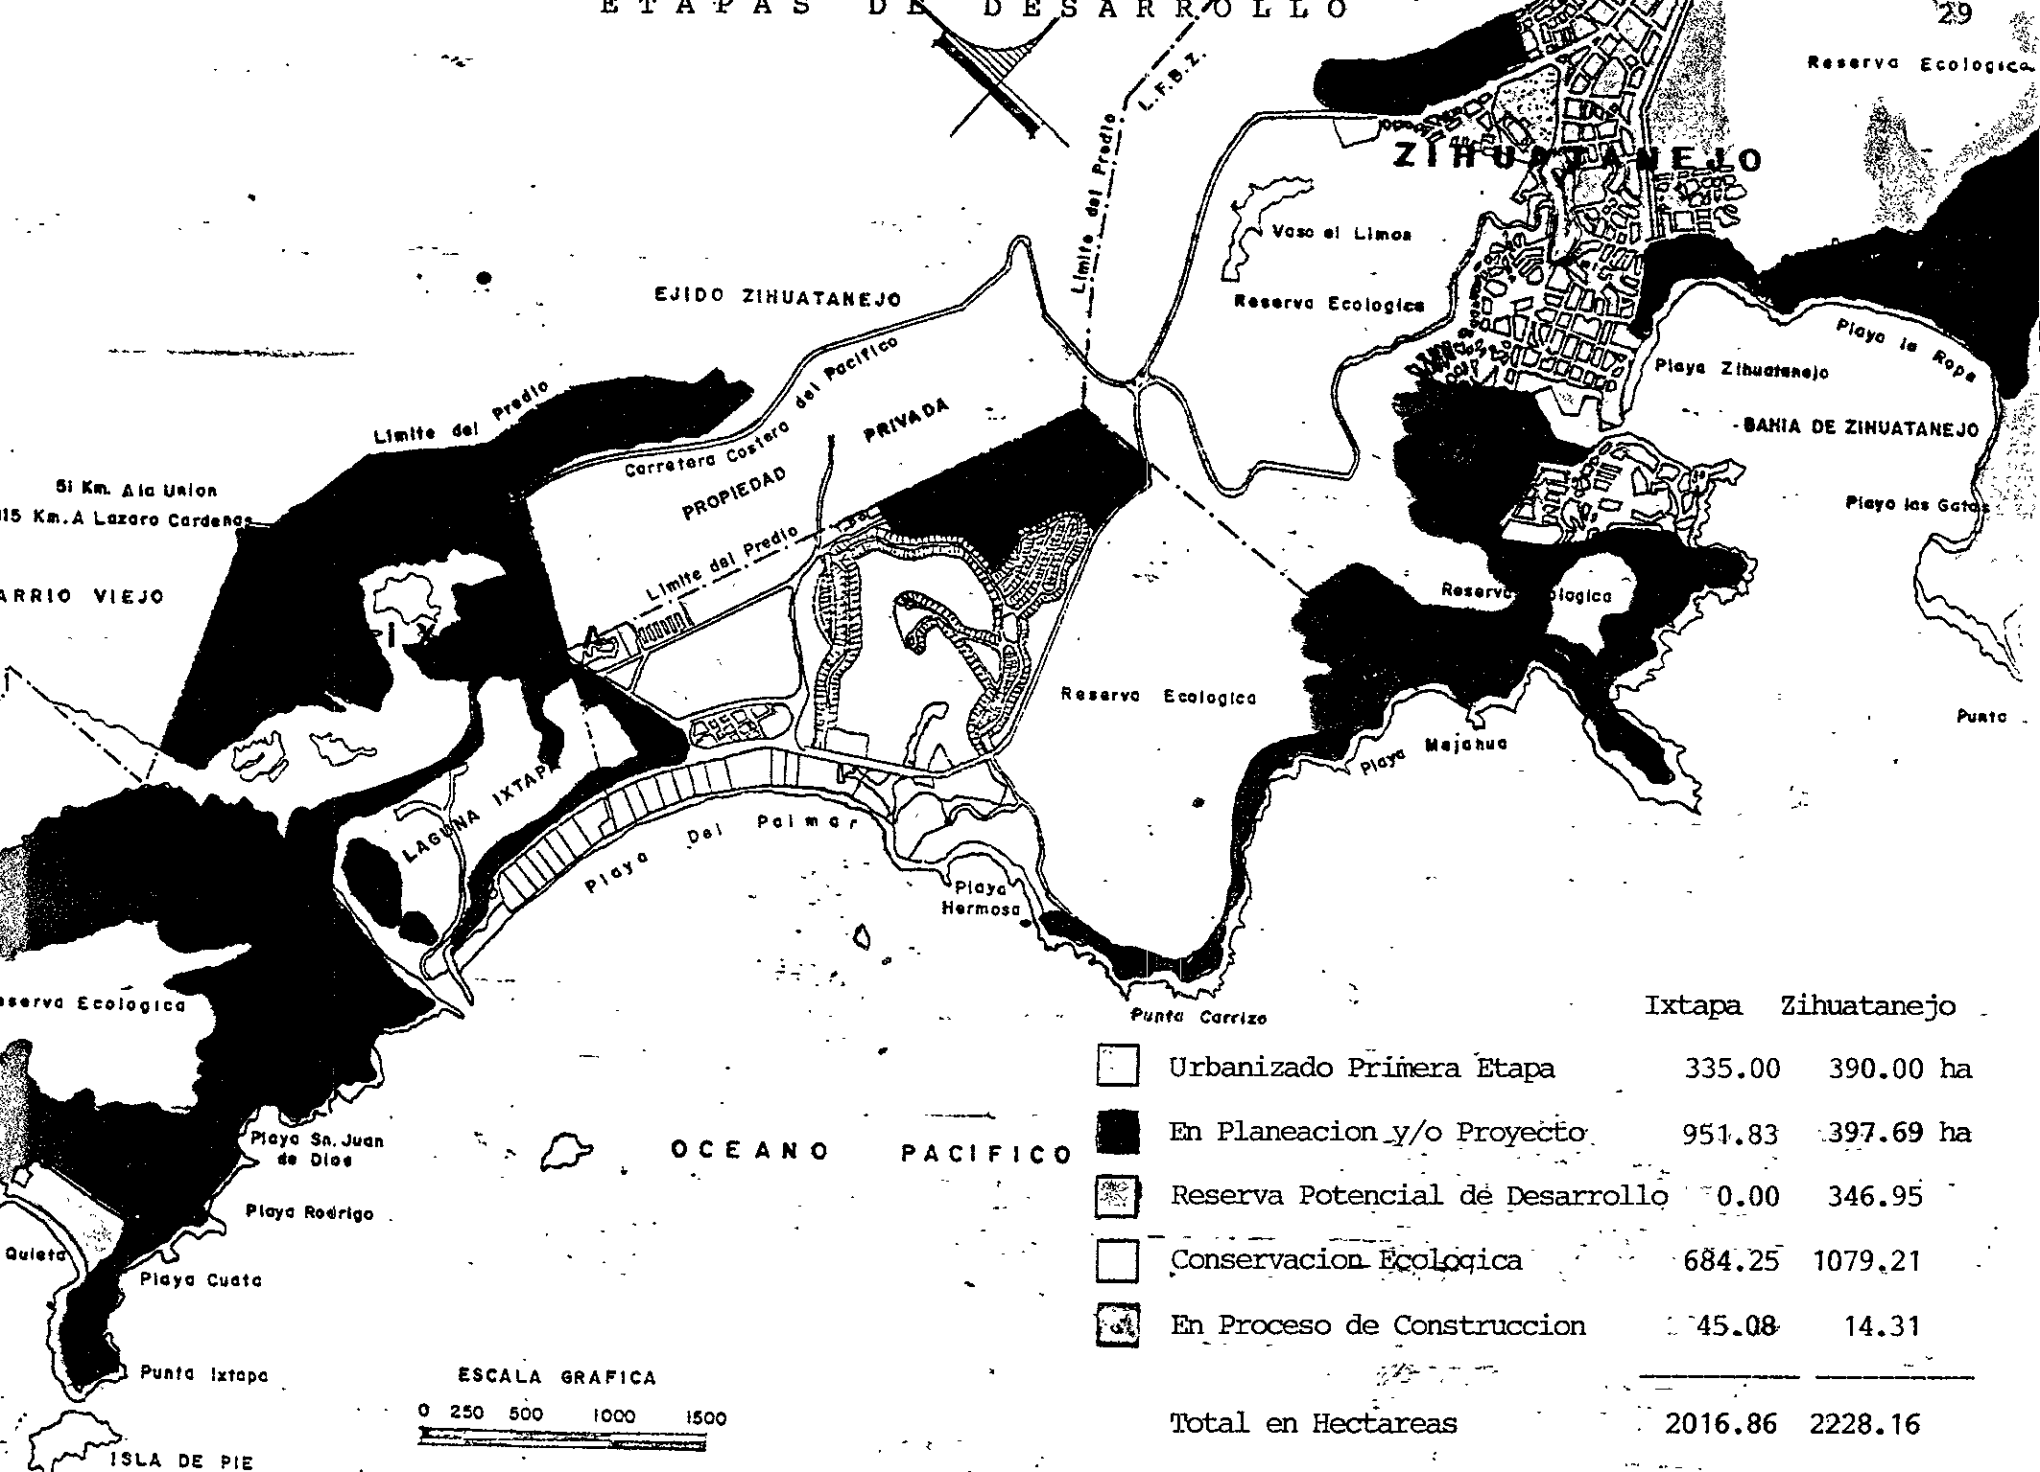 ETAPAS DE DESARROLLO
29
Reserva Ecologica
L.F.B.Z.
Limite del Predio
ZIHUATANEJO
Vaso el Limon
EJIDO ZIHUATANEJO
Reserva Ecologica
Playa la Ropa
Playa Zihuatanejo
Limite del Predio
Carretera Costera del Pacifico
PROPIEDAD PRIVADA
BAHIA DE ZIHUATANEJO
51 Km. A la Union
115 Km. A Lazaro Cardenas
Playa las Gatas
Limite del Predio
ARRIO VIEJO
Reserva Ecologica
IX A
Reserva Ecologica
Punta
Playa Majahua
LAGUNA IXTAPA
Playa Del Palmar
Playa
Hermosa
eserva Ecologica
Punta Carrizo
Ixtapa Zihuatanejo
Urbanizado Primera Etapa 335.00 390.00 ha
En Planeacion y/o Proyecto 951.83 397.69 ha
Playa Sn. Juan
de Dios
OCEANO PACIFICO
Reserva Potencial de Desarrollo 0.00 346.95
Playa Rodrigo
Quieta
Conservacion Ecologica 684.25 1079.21
Playa Cuata
En Proceso de Construccion 45.08 14.31
Punta Ixtapa
ESCALA GRAFICA
0 250 500 1000 1500
Total en Hectareas 2016.86 2228.16
ISLA DE PIE